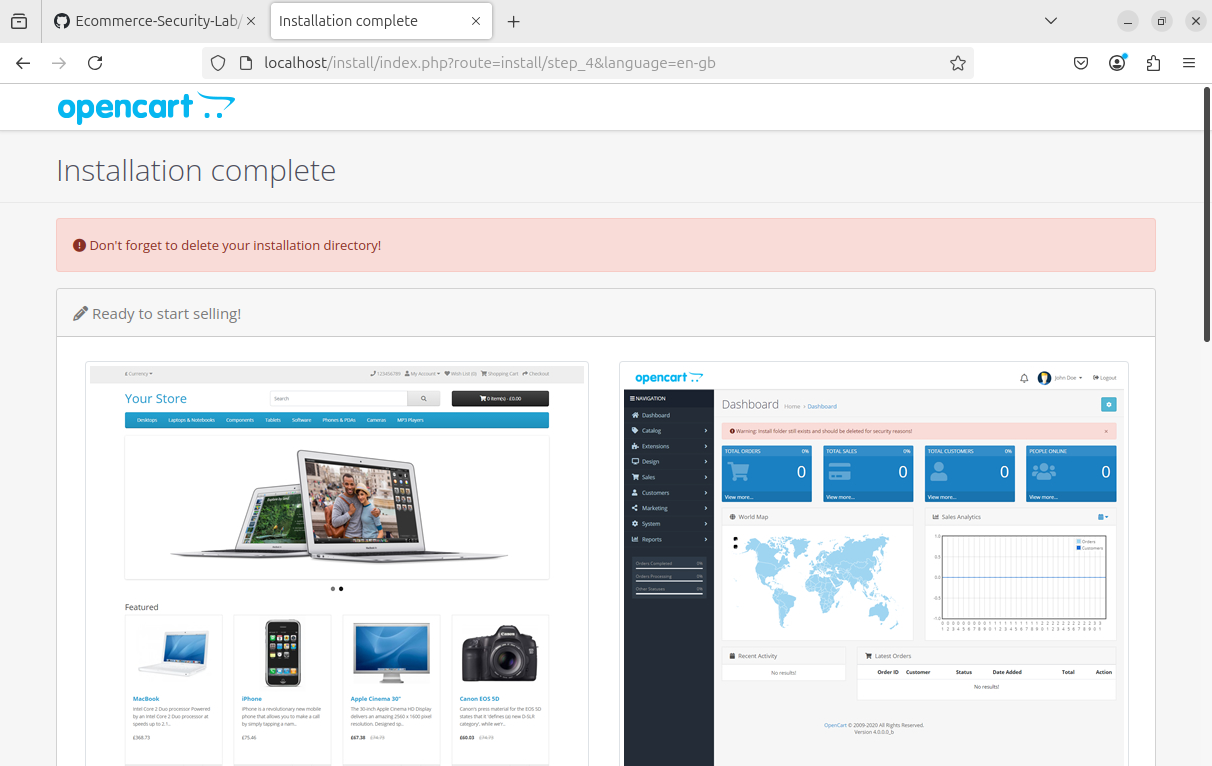 Ecommerce-Security-Lab/
Installation complete
localhost/install/index.php?route=install/step_4&language=en-gb
opencart
Installation complete
Don't forget to delete your installation directory!
Ready to start selling!
£ Currency
123456789 My Account Wish List (0) Shopping Cart Checkout
Your Store
Search
0 item(s) - £0.00
Desktops Laptops & Notebooks Components Tablets Software Phones & PDAs Cameras MP3 Players
Featured
MacBook
Intel Core 2 Duo processor Powered
by an Intel Core 2 Duo processor at
speeds up to 2.1..
£368.73
iPhone
iPhone is a revolutionary new mobile
phone that allows you to make a call
by simply tapping a nam..
£75.46
Apple Cinema 30"
The 30-inch Apple Cinema HD Display
delivers an amazing 2560 x 1600 pixel
resolution. Designed sp..
£67.38 £74.73
Canon EOS 5D
Canon's press material for the EOS 5D
states that it 'defines (a) new D-SLR
category', while we'r..
£60.03 £74.73
opencart
John Doe Logout
NAVIGATION
Dashboard
Catalog
Extensions
Design
Sales
Customers
Marketing
System
Reports
Orders Completed 0%
Orders Processing 0%
Other Statuses 0%
Dashboard Home Dashboard
Warning: Install folder still exists and should be deleted for security reasons!
TOTAL ORDERS 0%
0
View more...
TOTAL SALES 0%
0
View more...
TOTAL CUSTOMERS 0%
0
View more...
PEOPLE ONLINE
0
View more...
World Map
Sales Analytics
Orders
Customers
1.0
0.5
0.0
-0.5
-1.0
Recent Activity
No results!
Latest Orders
Order ID Customer Status Date Added Total Action
No results!
OpenCart © 2009-2020 All Rights Reserved.
Version 4.0.0.0_b